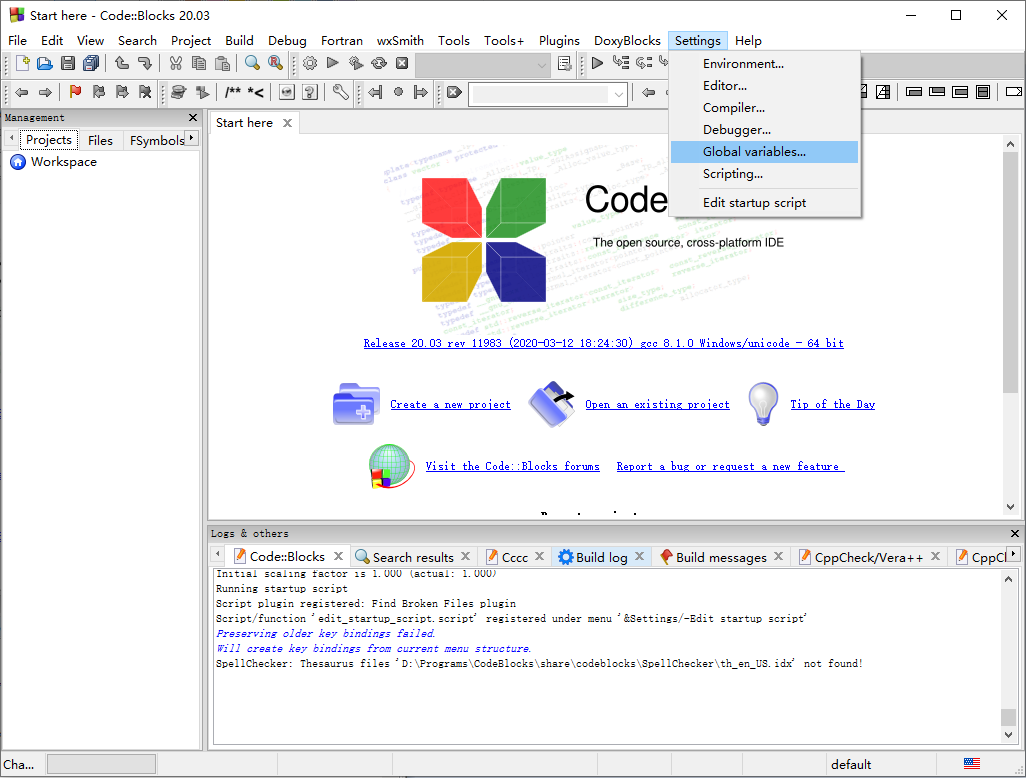 Start here - Code::Blocks 20.03
File Edit View Search Project Build Debug Fortran wxSmith Tools Tools+ Plugins DoxyBlocks Settings Help
/** *<
Environment...
Editor...
Compiler...
Debugger...
Global variables...
Scripting...
Edit startup script
Management
Projects Files FSymbols
Workspace
Start here
Code
The open source, cross-platform IDE
Release 20.03 rev 11983 (2020-03-12 18:24:30) gcc 8.1.0 Windows/unicode - 64 bit
Create a new project Open an existing project Tip of the Day
Visit the Code::Blocks forums Report a bug or request a new feature
Logs & others
Code::Blocks Search results Cccc Build log Build messages CppCheck/Vera++ CppCl
Initial scaling factor is 1.000 (actual: 1.000)
Running startup script
Script plugin registered: Find Broken Files plugin
Script/function 'edit_startup_script.script' registered under menu '&Settings/-Edit startup script'
Preserving older key bindings failed.
Will create key bindings from current menu structure.
SpellChecker: Thesaurus files 'D:\Programs\CodeBlocks\share\codeblocks\SpellChecker\th_en_US.idx' not found!
Cha... default